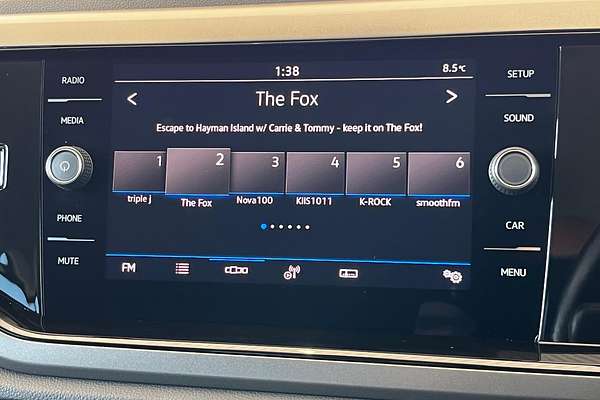 RADIO
MEDIA
PHONE
MUTE
1:38
8.5°C
< The Fox >
Escape to Hayman Island w/ Carrie & Tommy - keep it on The Fox!
1 2 3 4 5 6
triple j The Fox Nova100 KIIS1011 K-ROCK smoothfm
FM
SETUP
SOUND
CAR
MENU